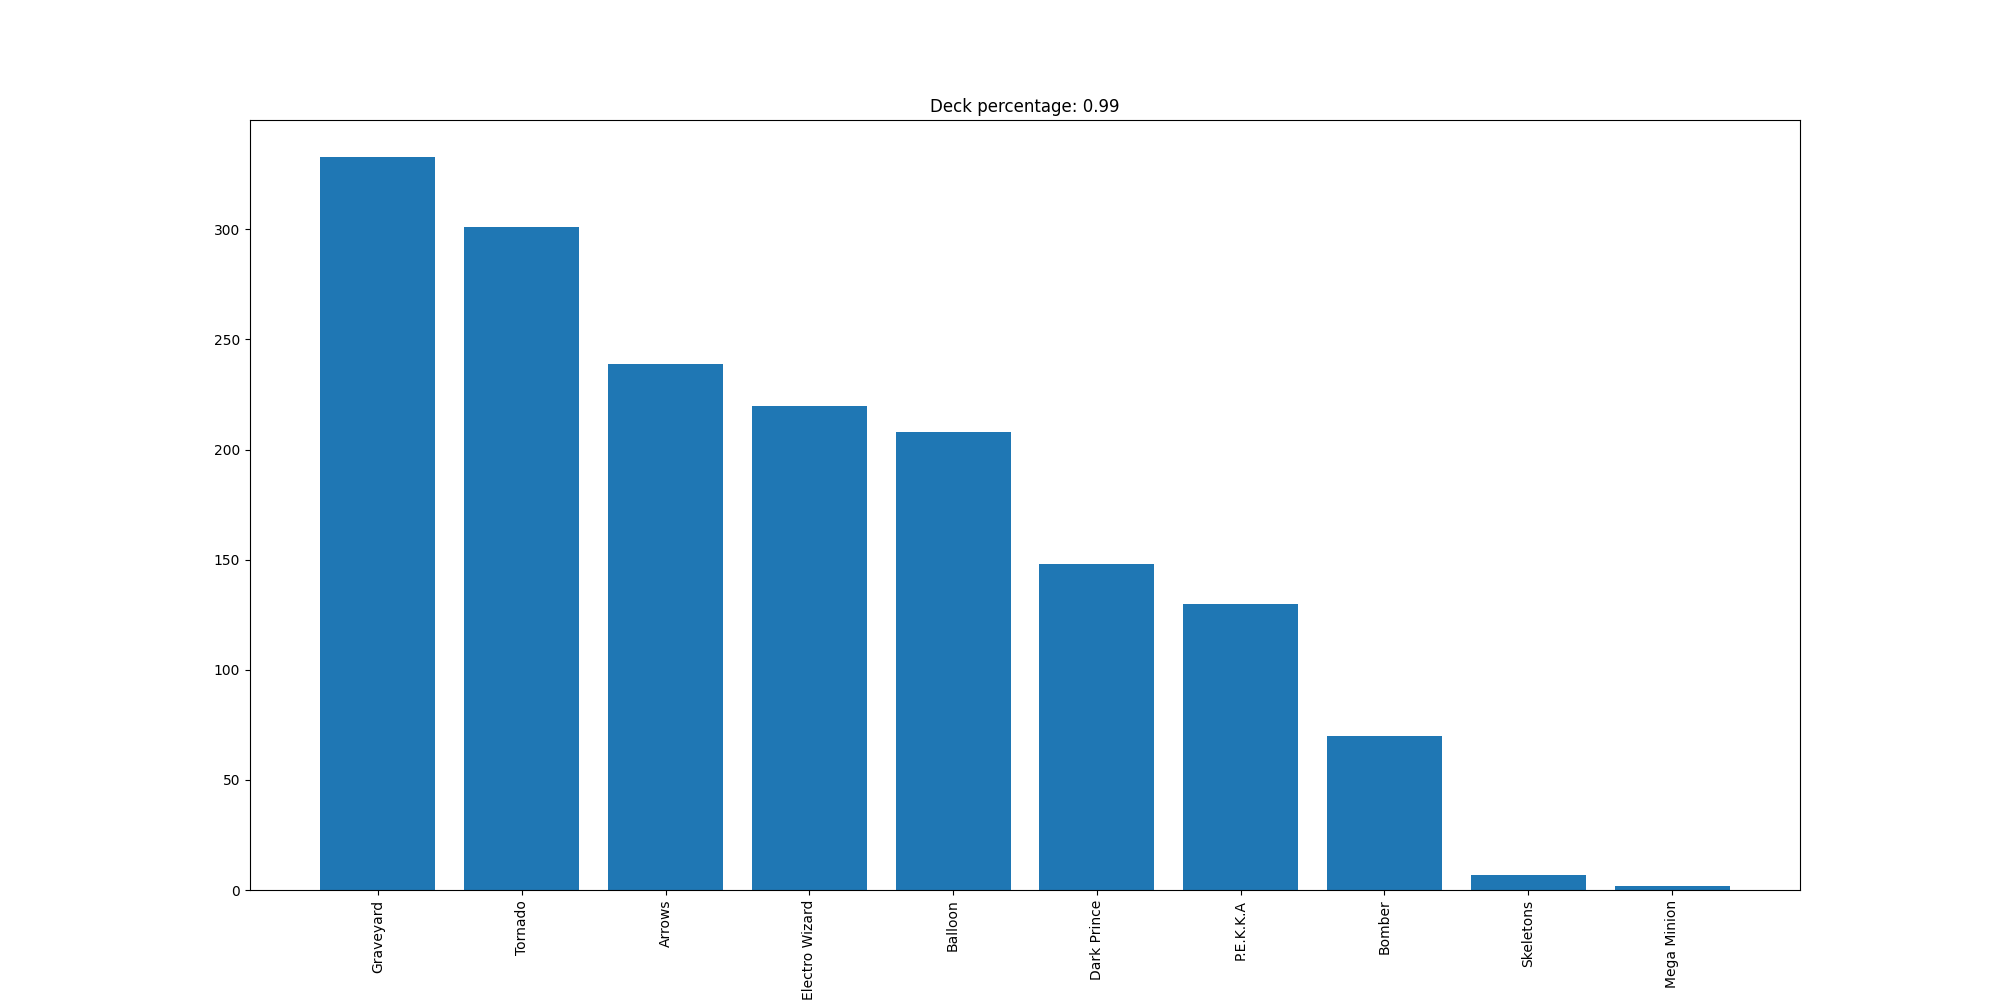 Deck percentage: 0.99
300
250
200
150
100
50
0
Graveyard
Tornado
Arrows
Electro Wizard
Balloon
Dark Prince
P.E.K.K.A
Bomber
Skeletons
Mega Minion